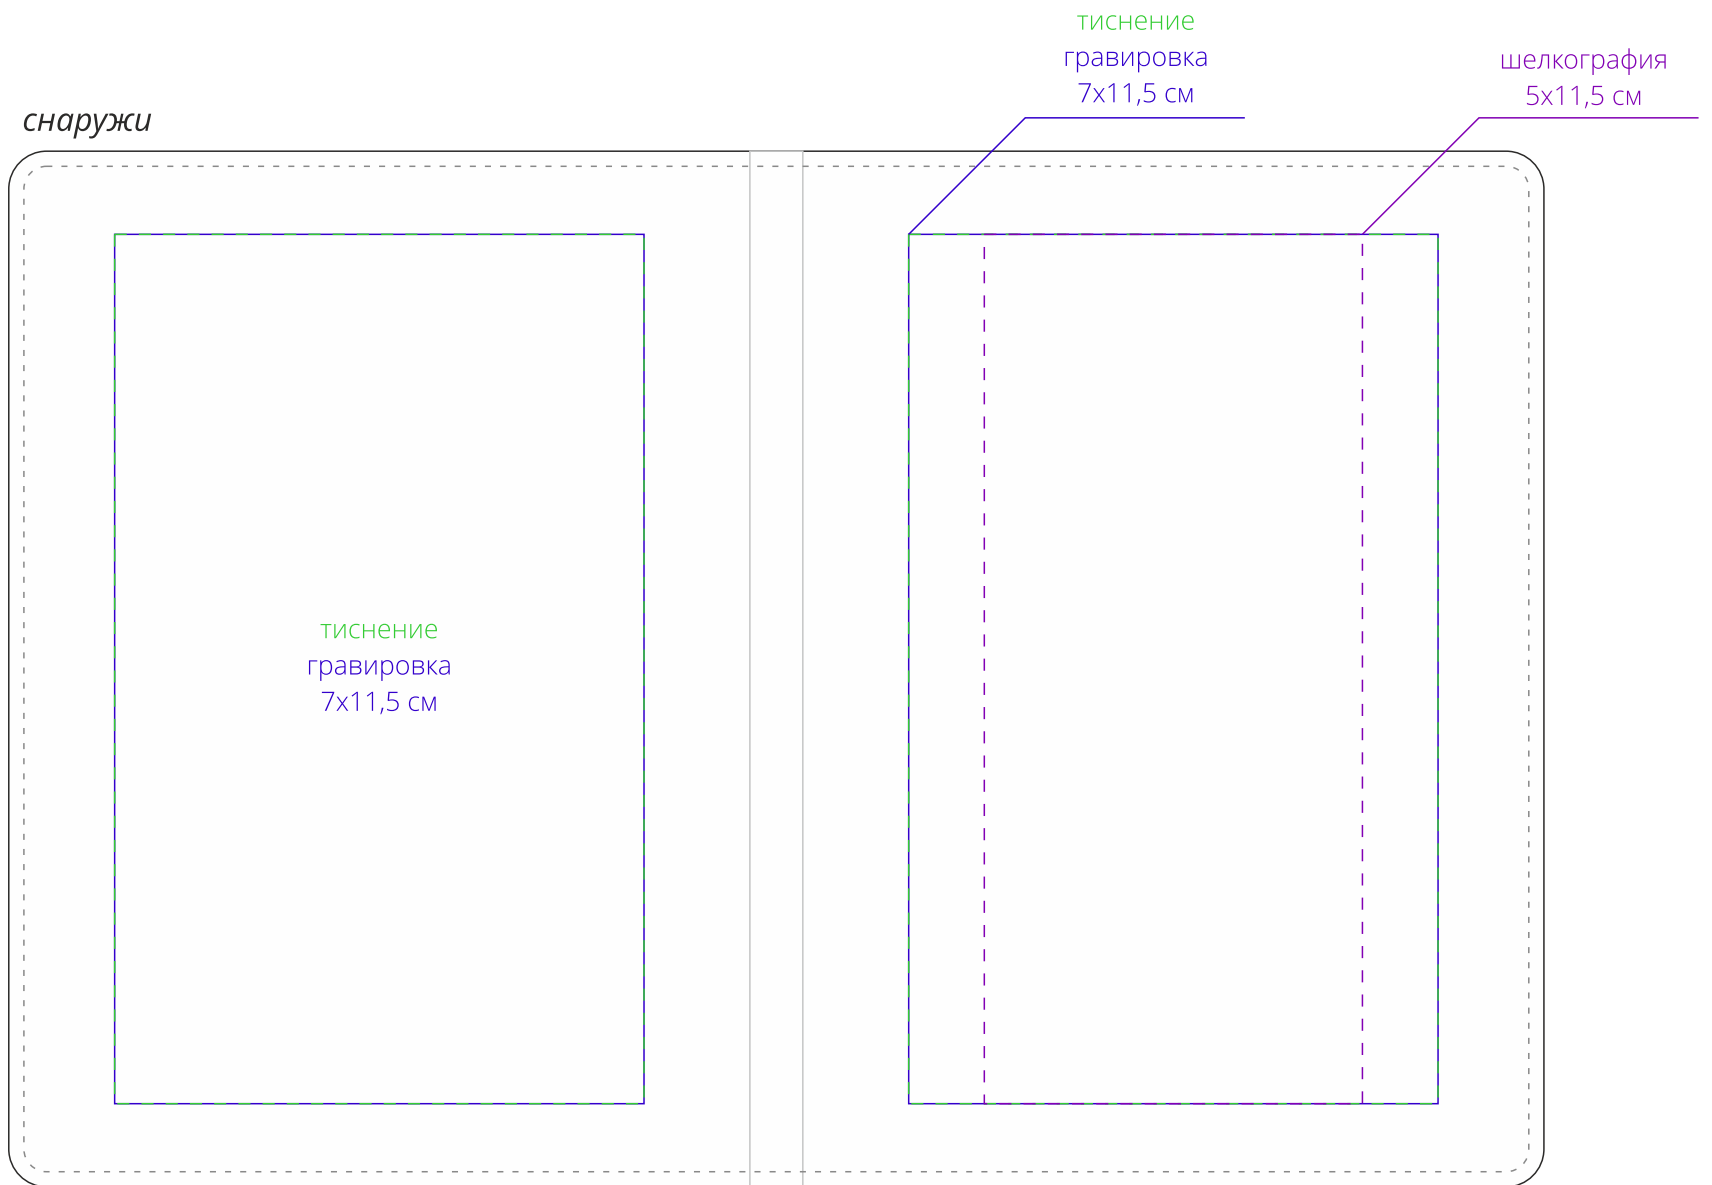 тиснение
гравировка
7х11,5 см
шелкография
5х11,5 см
снаружи
тиснение
гравировка
7х11,5 см